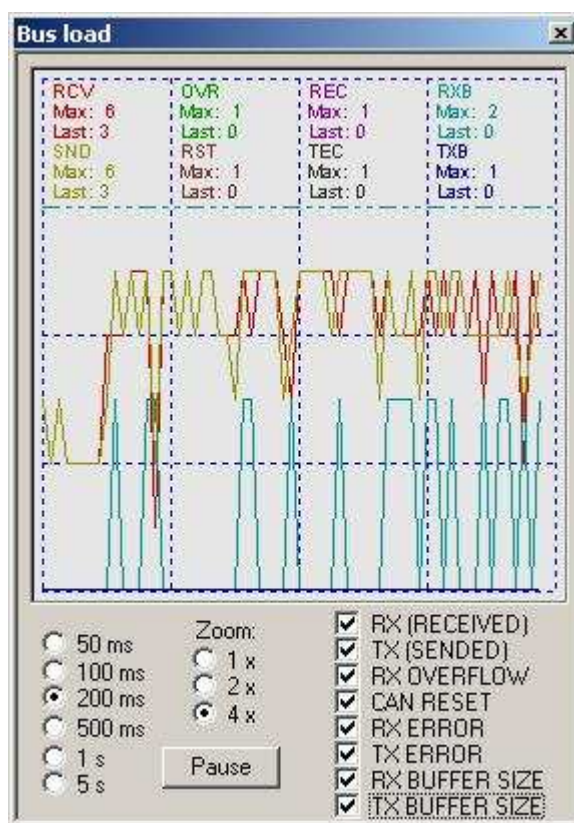 Bus load
RCV OVR REC RXB
Max: 6 Max: 1 Max: 1 Max: 2
Last: 3 Last: 0 Last: 0 Last: 0
SND RST TEC TXB
Max: 6 Max: 1 Max: 1 Max: 1
Last: 3 Last: 0 Last: 0 Last: 0
50 ms
100 ms
200 ms
500 ms
1 s
5 s
Zoom:
1 x
2 x
4 x
Pause
RX (RECEIVED)
TX (SENDED)
RX OVERFLOW
CAN RESET
RX ERROR
TX ERROR
RX BUFFER SIZE
TX BUFFER SIZE